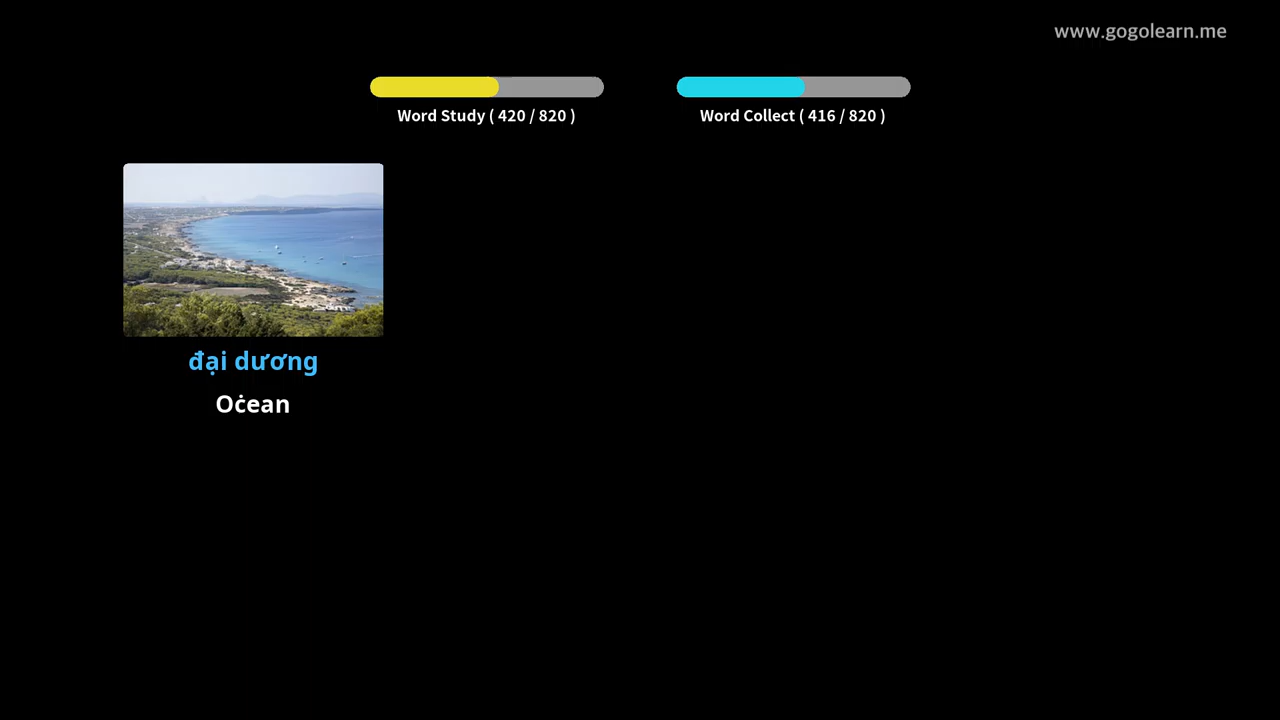 www.gogolearn.me
Word Study ( 420 / 820 )
Word Collect ( 416 / 820 )
đại dương
Oċean